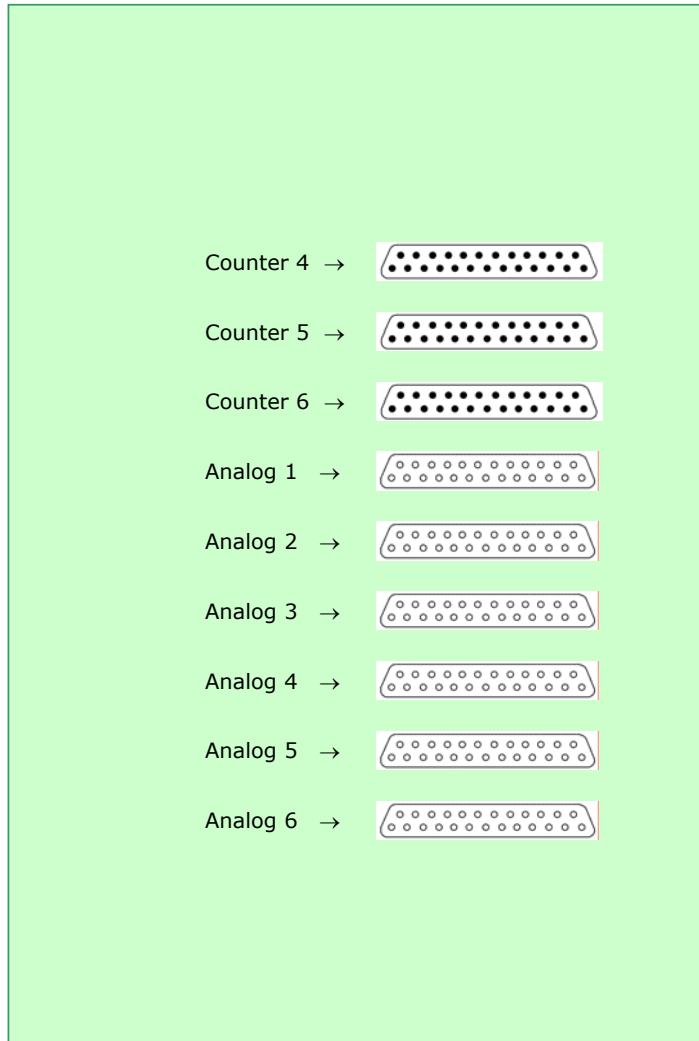 Counter 4 →
Counter 5 →
Counter 6 →
Analog 1 →
Analog 2 →
Analog 3 →
Analog 4 →
Analog 5 →
Analog 6 →